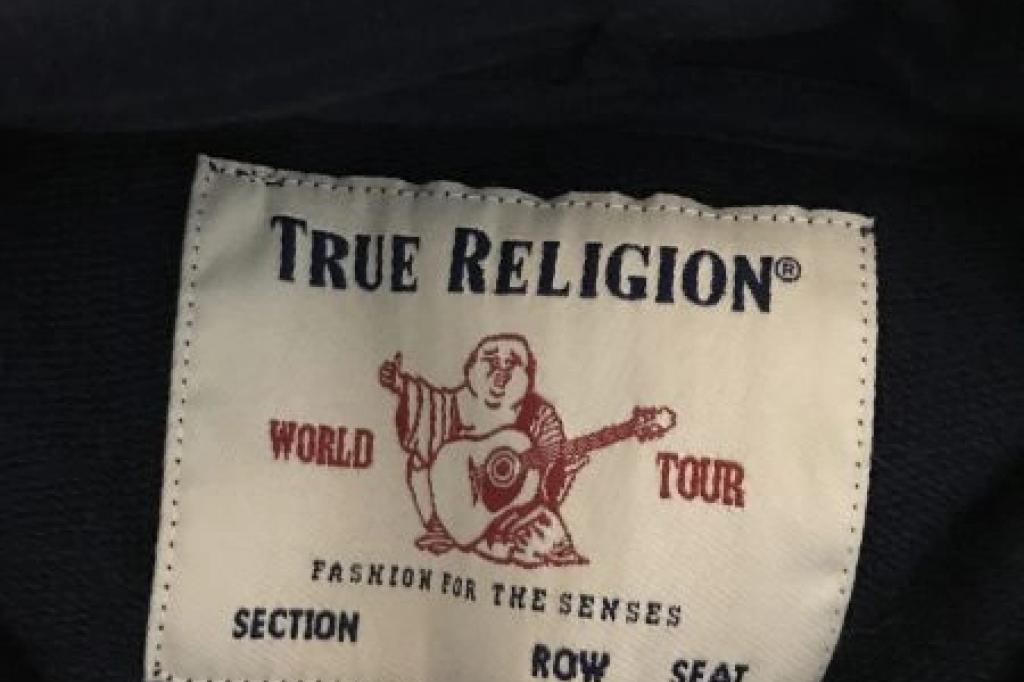 TRUE RELIGION®
WORLD TOUR
FASHION FOR THE SENSES
SECTION ROW SEAT